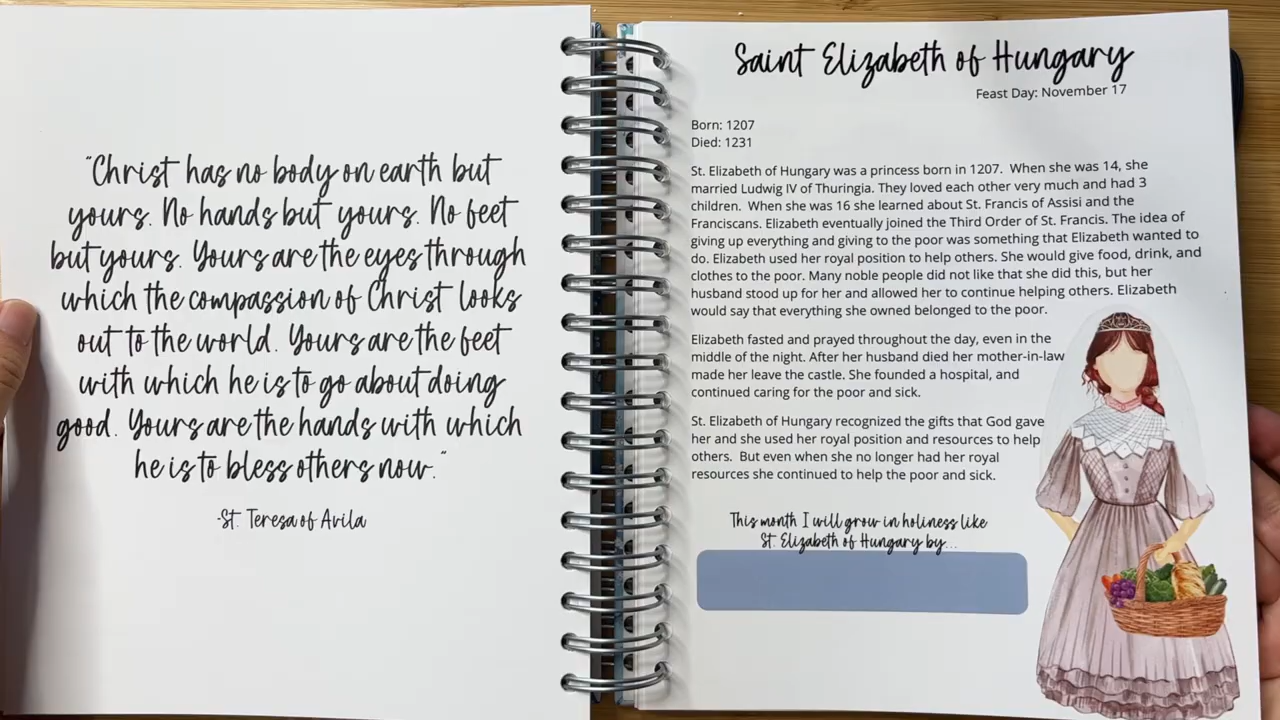 "Christ has no body on earth but
yours. No hands but yours. No feet
but yours. Yours are the eyes through
which the compassion of Christ looks
out to the world. Yours are the feet
with which he is to go about doing
good. Yours are the hands with which
he is to bless others now."
-St. Teresa of Avila
Saint Elizabeth of Hungary
Feast Day: November 17
Born: 1207
Died: 1231
St. Elizabeth of Hungary was a princess born in 1207. When she was 14, she
married Ludwig IV of Thuringia. They loved each other very much and had 3
children. When she was 16 she learned about St. Francis of Assisi and the
Franciscans. Elizabeth eventually joined the Third Order of St. Francis. The idea of
giving up everything and giving to the poor was something that Elizabeth wanted to
do. Elizabeth used her royal position to help others. She would give food, drink, and
clothes to the poor. Many noble people did not like that she did this, but her
husband stood up for her and allowed her to continue helping others. Elizabeth
would say that everything she owned belonged to the poor.
Elizabeth fasted and prayed throughout the day, even in the
middle of the night. After her husband died her mother-in-law
made her leave the castle. She founded a hospital, and
continued caring for the poor and sick.
St. Elizabeth of Hungary recognized the gifts that God gave
her and she used her royal position and resources to help
others. But even when she no longer had her royal
resources she continued to help the poor and sick.
This month I will grow in holiness like
St. Elizabeth of Hungary by...